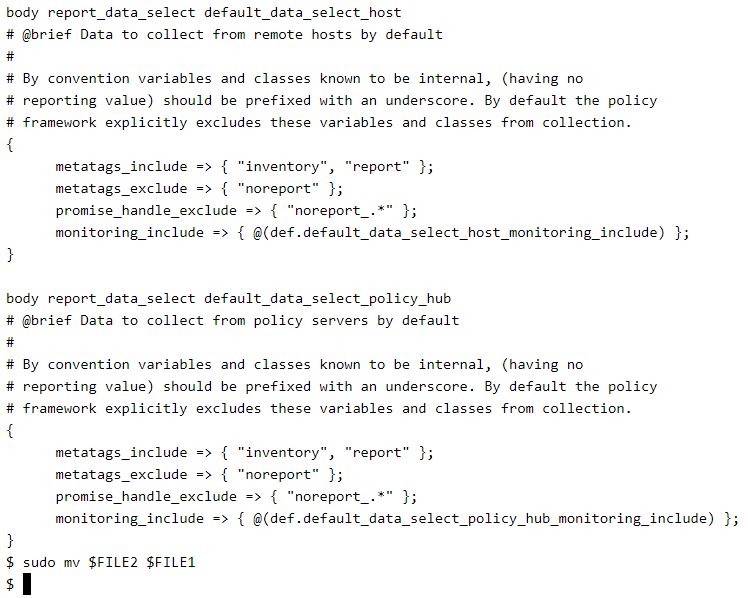 body report_data_select default_data_select_host
# @brief Data to collect from remote hosts by default
#
# By convention variables and classes known to be internal, (having no
# reporting value) should be prefixed with an underscore. By default the policy
# framework explicitly excludes these variables and classes from collection.
{
      metatags_include => { "inventory", "report" };
      metatags_exclude => { "noreport" };
      promise_handle_exclude => { "noreport_.*" };
      monitoring_include => { @(def.default_data_select_host_monitoring_include) };
}

body report_data_select default_data_select_policy_hub
# @brief Data to collect from policy servers by default
#
# By convention variables and classes known to be internal, (having no
# reporting value) should be prefixed with an underscore. By default the policy
# framework explicitly excludes these variables and classes from collection.
{
      metatags_include => { "inventory", "report" };
      metatags_exclude => { "noreport" };
      promise_handle_exclude => { "noreport_.*" };
      monitoring_include => { @(def.default_data_select_policy_hub_monitoring_include) };
}
$ sudo mv $FILE2 $FILE1
$